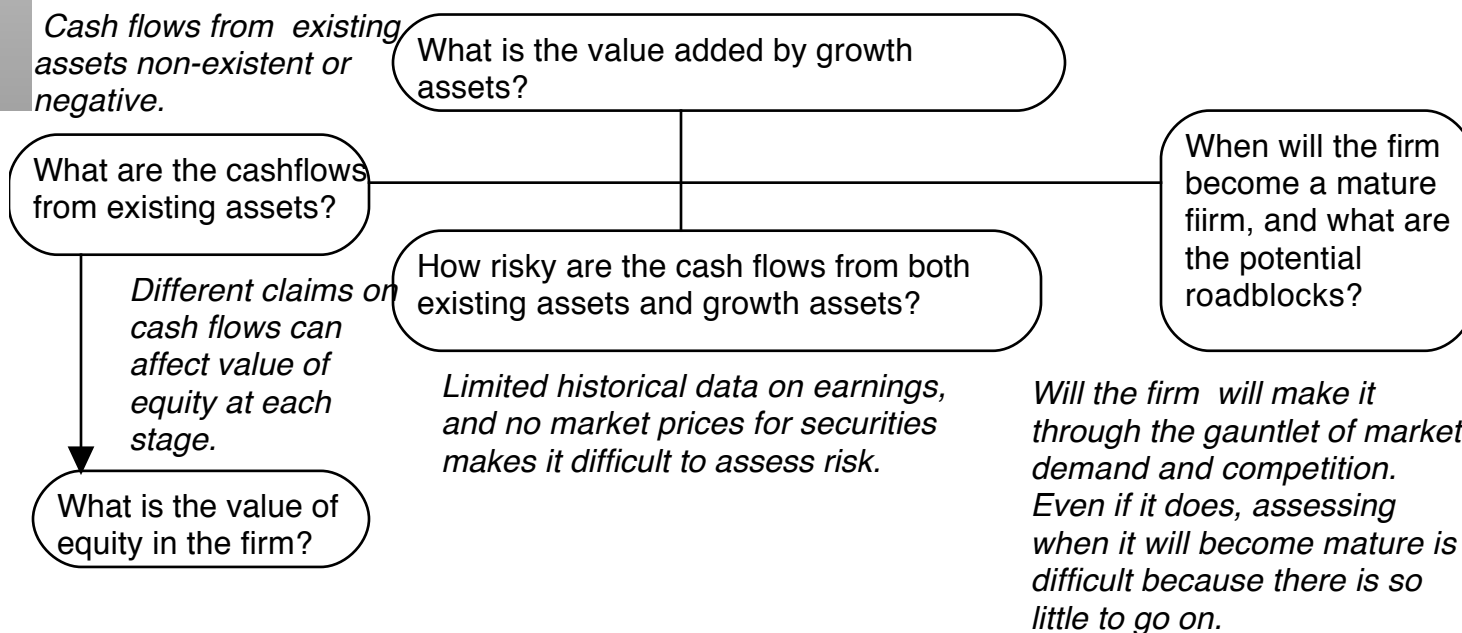 Cash flows from existing
assets non-existent or
negative.
What is the value added by growth
assets?
What are the cashflows
from existing assets?
When will the firm
become a mature
fiirm, and what are
the potential
roadblocks?
How risky are the cash flows from both
existing assets and growth assets?
Different claims on
cash flows can
affect value of
equity at each
stage.
Limited historical data on earnings,
and no market prices for securities
makes it difficult to assess risk.
Will the firm will make it
through the gauntlet of market
demand and competition.
Even if it does, assessing
when it will become mature is
difficult because there is so
little to go on.
What is the value of
equity in the firm?